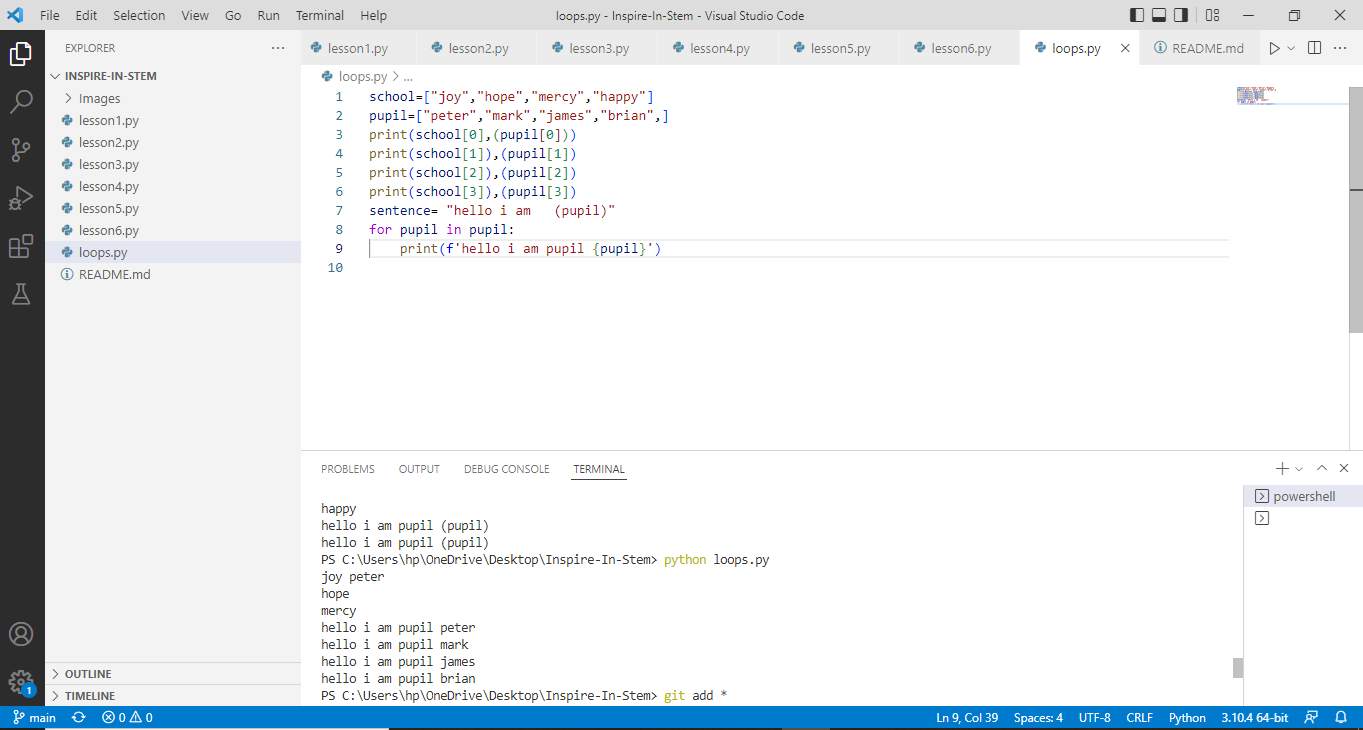 File Edit Selection View Go Run Terminal Help loops.py - Inspire-In-Stem - Visual Studio Code
EXPLORER
INSPIRE-IN-STEM
Images
lesson1.py
lesson2.py
lesson3.py
lesson4.py
lesson5.py
lesson6.py
loops.py
README.md
OUTLINE
TIMELINE
lesson1.py lesson2.py lesson3.py lesson4.py lesson5.py lesson6.py loops.py README.md
loops.py > ...
1 school=["joy","hope","mercy","happy"]
2 pupil=["peter","mark","james","brian",]
3 print(school[0],(pupil[0]))
4 print(school[1]),(pupil[1])
5 print(school[2]),(pupil[2])
6 print(school[3]),(pupil[3])
7 sentence= "hello i am   (pupil)"
8 for pupil in pupil:
9     print(f'hello i am pupil {pupil}')
10
PROBLEMS OUTPUT DEBUG CONSOLE TERMINAL
happy
hello i am pupil (pupil)
hello i am pupil (pupil)
PS C:\Users\hp\OneDrive\Desktop\Inspire-In-Stem> python loops.py
joy peter
hope
mercy
hello i am pupil peter
hello i am pupil mark
hello i am pupil james
hello i am pupil brian
PS C:\Users\hp\OneDrive\Desktop\Inspire-In-Stem> git add *
powershell
1
main 0 0 Ln 9, Col 39 Spaces: 4 UTF-8 CRLF Python 3.10.4 64-bit